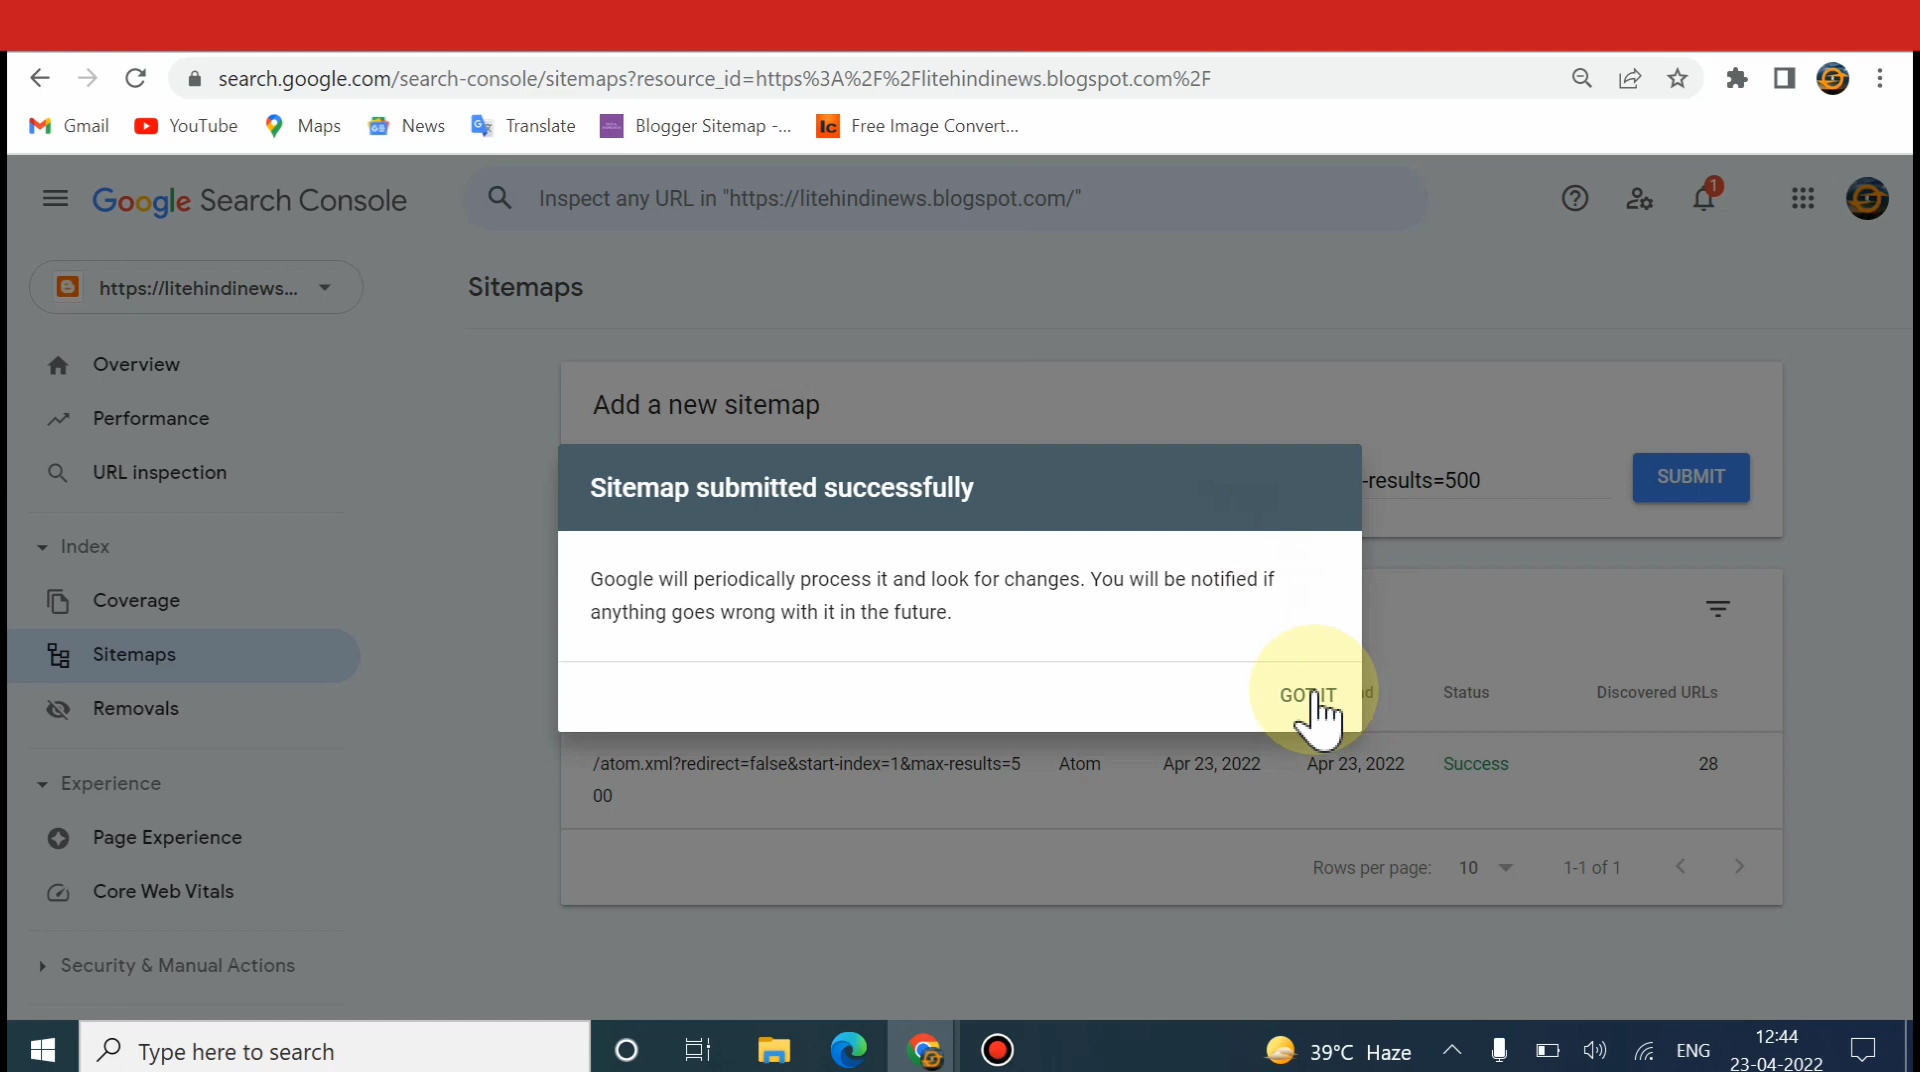 search.google.com/search-console/sitemaps?resource_id=https%3A%2F%2Flitehindinews.blogspot.com%2F
Gmail YouTube Maps News Translate Blogger Sitemap -... Free Image Convert...
Google Search Console
Inspect any URL in "https://litehindinews.blogspot.com/"
1
https://litehindinews...
Sitemaps
Overview
Performance
URL inspection
Index
Coverage
Sitemaps
Removals
Experience
Page Experience
Core Web Vitals
Security & Manual Actions
Add a new sitemap
-results=500
SUBMIT
Sitemap submitted successfully
Google will periodically process it and look for changes. You will be notified if
anything goes wrong with it in the future.
GOT IT
Status Discovered URLs
/atom.xml?redirect=false&start-index=1&max-results=5
00
Atom Apr 23, 2022 Apr 23, 2022 Success 28
Rows per page: 10 1-1 of 1
Type here to search
39°C Haze
ENG
12:44
23-04-2022